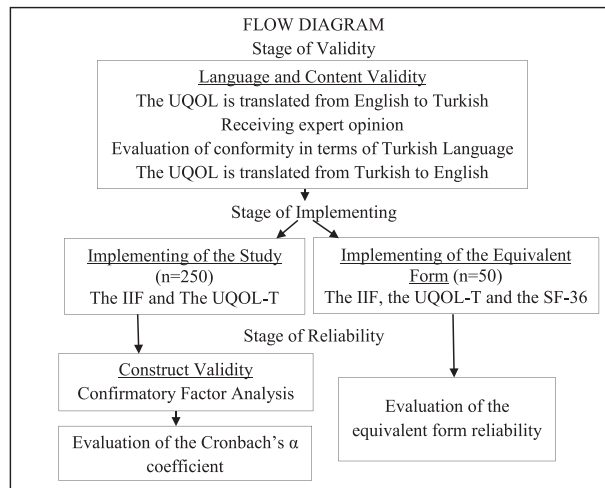 FLOW DIAGRAM
Stage of Validity
Language and Content Validity
The UQOL is translated from English to Turkish
Receiving expert opinion
Evaluation of conformity in terms of Turkish Language
The UQOL is translated from Turkish to English
Stage of Implementing
Implementing of the Study
(n=250)
The IIF and The UQOL-T
Implementing of the Equivalent
Form (n=50)
The IIF, the UQOL-T and the SF-36
Stage of Reliability
Construct Validity
Confirmatory Factor Analysis
Evaluation of the Cronbach’s α
coefficient
Evaluation of the
equivalent form reliability